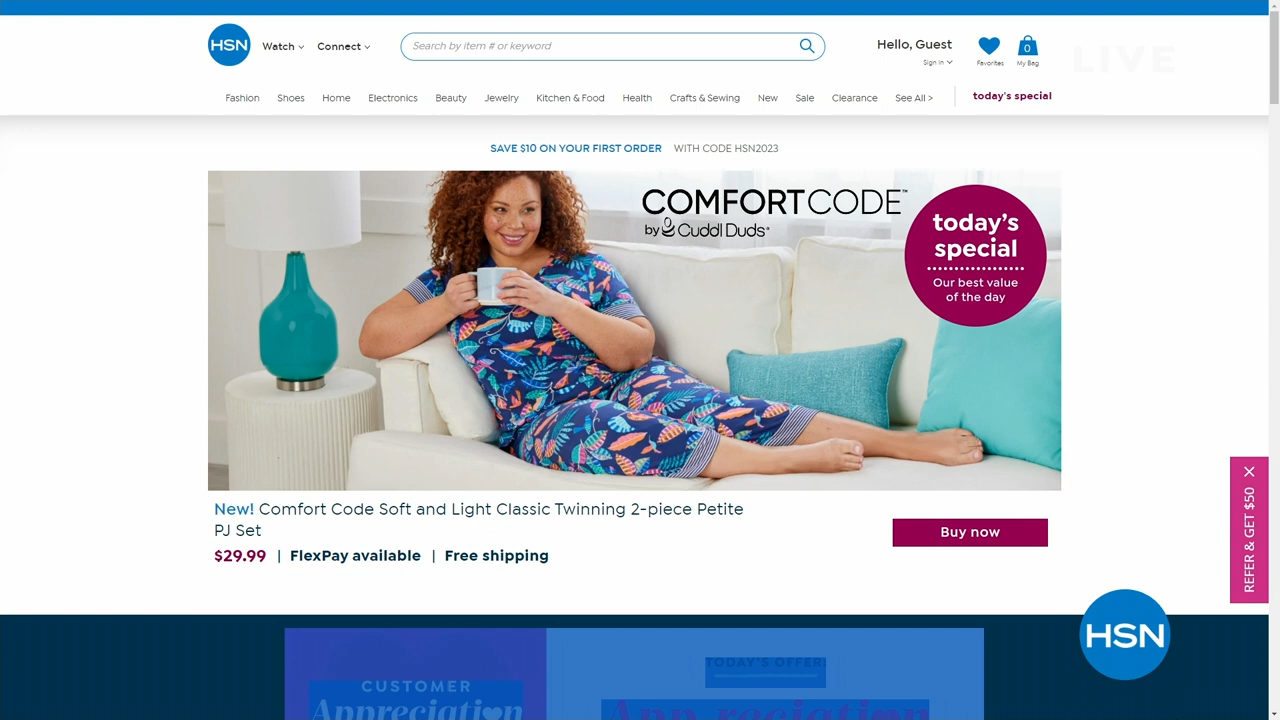 HSN
Watch
Connect
Search by item # or keyword
Hello, Guest
Sign In
Favorites
0
My Bag
LIVE
Fashion
Shoes
Home
Electronics
Beauty
Jewelry
Kitchen & Food
Health
Crafts & Sewing
New
Sale
Clearance
See All >
today's special
SAVE $10 ON YOUR FIRST ORDER WITH CODE HSN2023
COMFORTCODE™
by Cuddl Duds®
today's
special
Our best value
of the day
New! Comfort Code Soft and Light Classic Twinning 2-piece Petite
PJ Set
$29.99 | FlexPay available | Free shipping
Buy now
REFER & GET $50
HSN
CUSTOMER
Appreciation
TODAY'S OFFER: